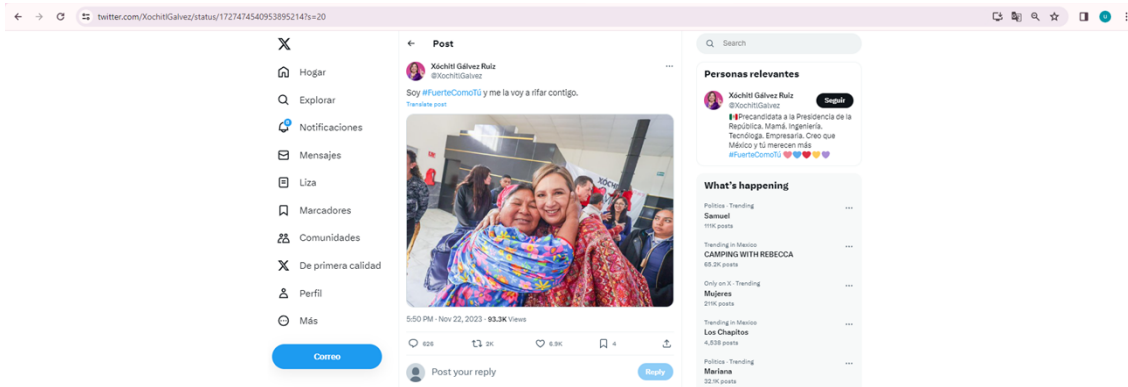 twitter.com/XochitlGalvez/status/1727474540953895214?s=20
X
Hogar
Explorar
Notificaciones
Mensajes
Liza
Marcadores
Comunidades
De primera calidad
Perfil
Más
Correo
Post
Xóchitl Gálvez Ruiz
@XochitlGalvez
Soy #FuerteComoTú y me la voy a rifar contigo.
Translate post
XÓCHI
5:50 PM · Nov 22, 2023 · 93.3K Views
626
2K
6.9K
4
Post your reply
Reply
Search
Personas relevantes
Xóchitl Gálvez Ruiz
@XochitlGalvez
Seguir
Precandidata a la Presidencia de la
República. Mamá. Ingeniería.
Tecnóloga. Empresaria. Creo que
México y tú merecen más
#FuerteComoTú
What's happening
Politics · Trending
Samuel
111K posts
Trending in Mexico
CAMPING WITH REBECCA
65.2K posts
Only on X · Trending
Mujeres
211K posts
Trending in Mexico
Los Chapitos
4,538 posts
Politics · Trending
Mariana
32.1K posts